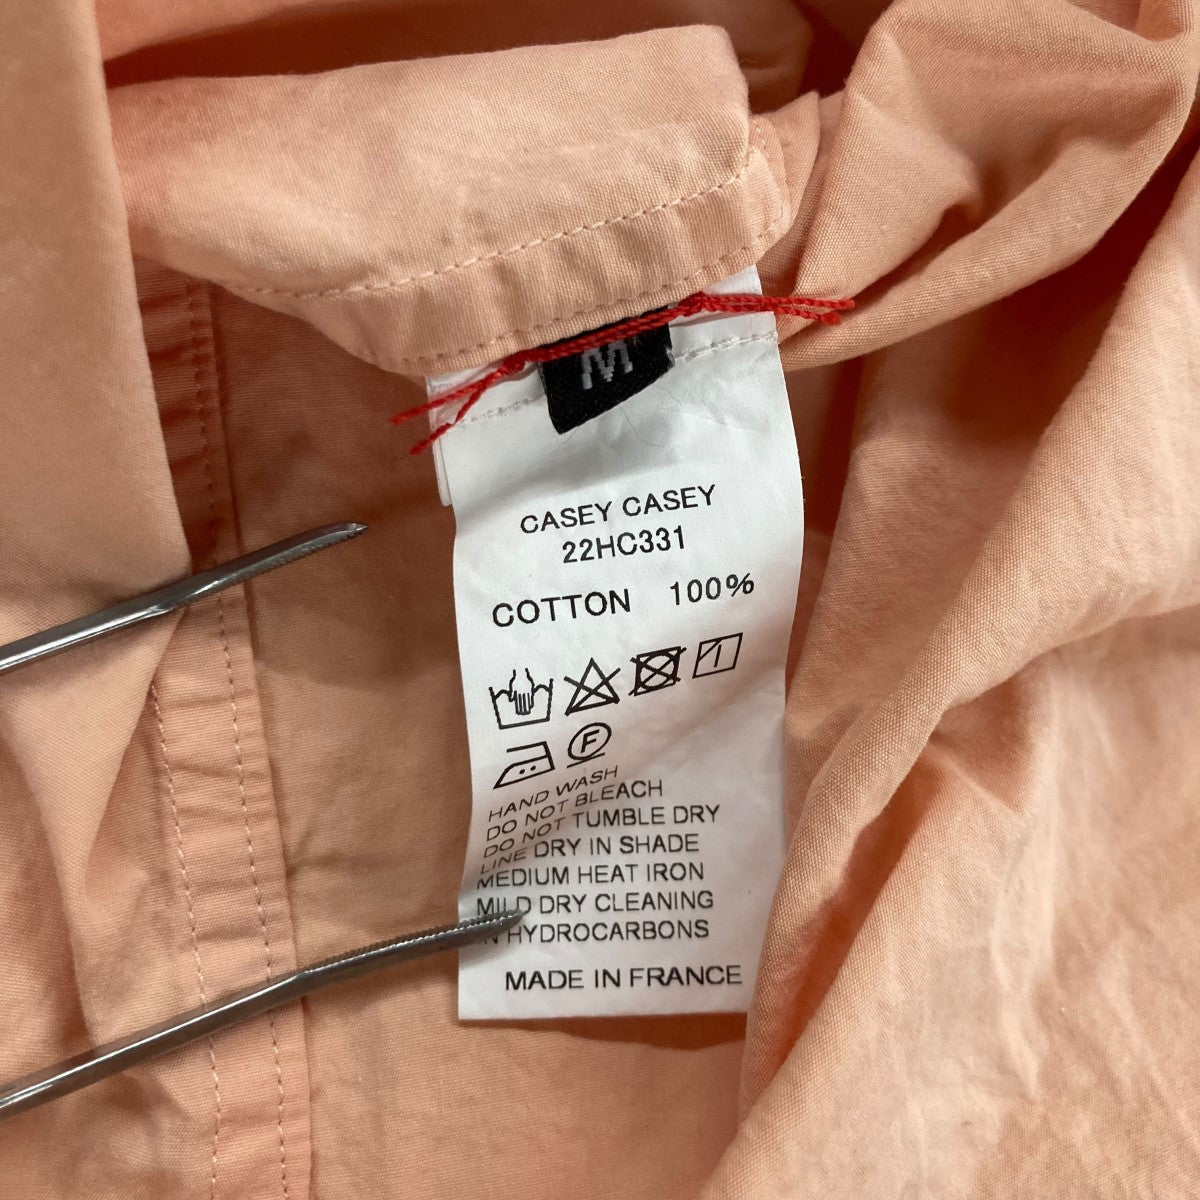 M
CASEY CASEY
22HC331
COTTON 100%
F
HAND WASH
DO NOT BLEACH
DO NOT TUMBLE DRY
LINE DRY IN SHADE
MEDIUM HEAT IRON
MILD DRY CLEANING
IN HYDROCARBONS
MADE IN FRANCE